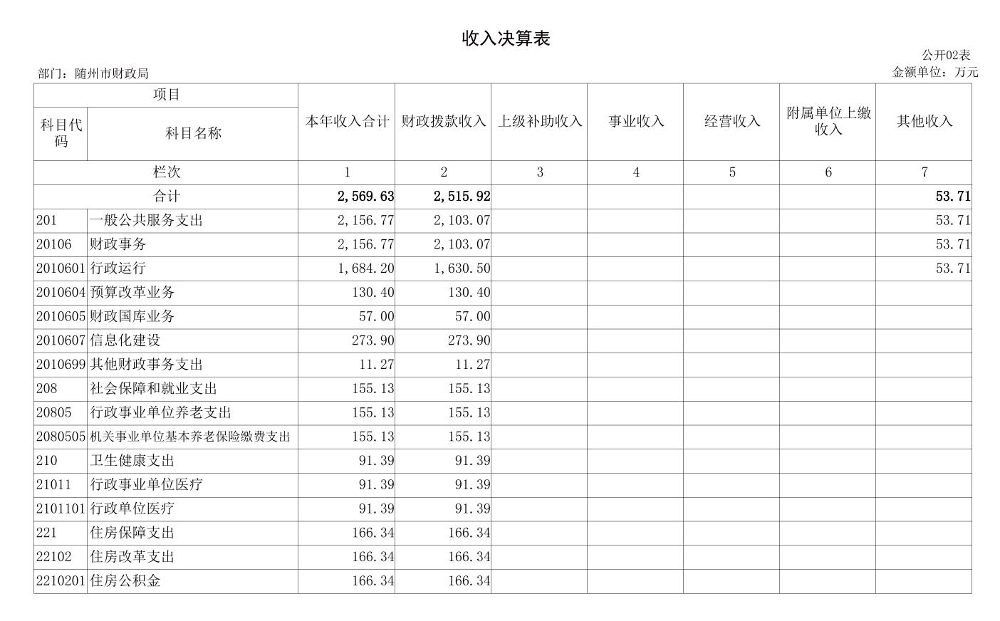 收入决算表
公开02表
部门：随州市财政局 金额单位：万元
项目 本年收入合计 财政拨款收入 上级补助收入 事业收入 经营收入 附属单位上缴收入 其他收入
科目代码 科目名称
栏次 1 2 3 4 5 6 7
合计 2,569.63 2,515.92 53.71
201 一般公共服务支出 2,156.77 2,103.07 53.71
20106 财政事务 2,156.77 2,103.07 53.71
2010601 行政运行 1,684.20 1,630.50 53.71
2010604 预算改革业务 130.40 130.40
2010605 财政国库业务 57.00 57.00
2010607 信息化建设 273.90 273.90
2010699 其他财政事务支出 11.27 11.27
208 社会保障和就业支出 155.13 155.13
20805 行政事业单位养老支出 155.13 155.13
2080505 机关事业单位基本养老保险缴费支出 155.13 155.13
210 卫生健康支出 91.39 91.39
21011 行政事业单位医疗 91.39 91.39
2101101 行政单位医疗 91.39 91.39
221 住房保障支出 166.34 166.34
22102 住房改革支出 166.34 166.34
2210201 住房公积金 166.34 166.34